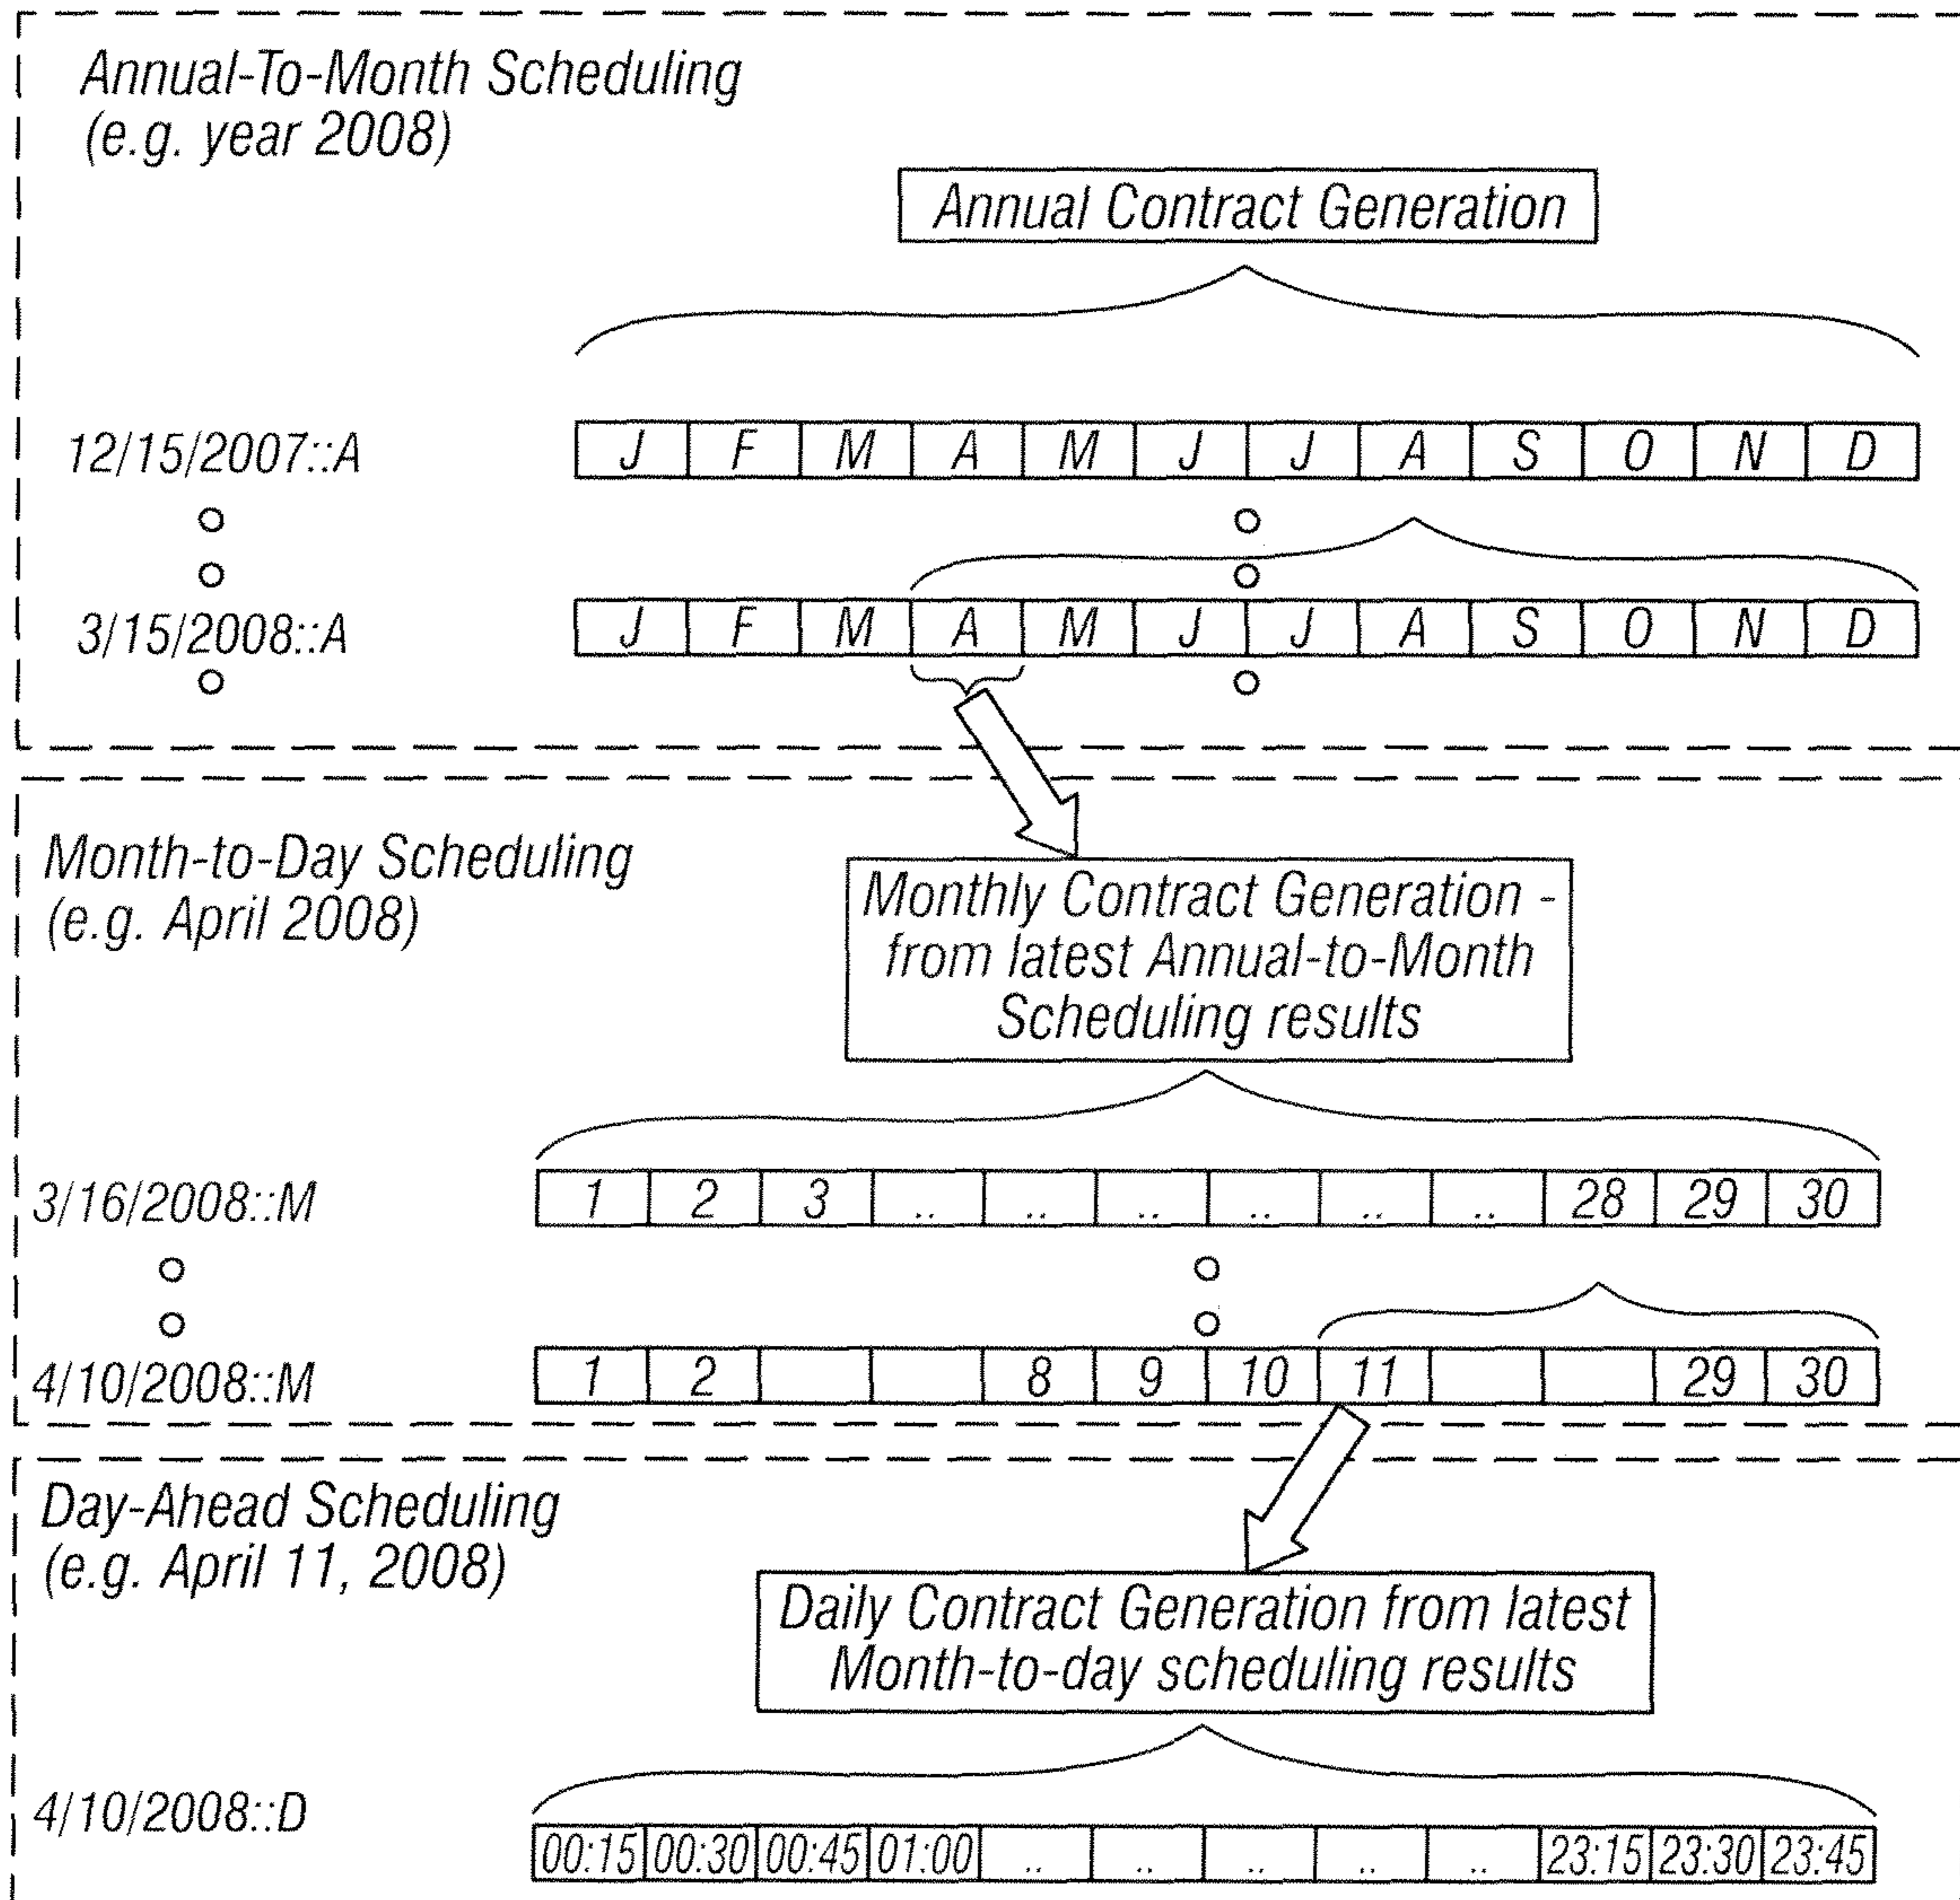 Annual-To-Month Scheduling
(e.g. year 2008)
Annual Contract Generation
12/15/2007::A
J F M A M J J A S O N D
3/15/2008::A
J F M A M J J A S O N D
Month-to-Day Scheduling
(e.g. April 2008)
Monthly Contract Generation -
from latest Annual-to-Month
Scheduling results
3/16/2008::M
1 2 3 .. .. .. .. .. .. 28 29 30
4/10/2008::M
1 2 8 9 10 11 29 30
Day-Ahead Scheduling
(e.g. April 11, 2008)
Daily Contract Generation from latest
Month-to-day scheduling results
4/10/2008::D
00:15 00:30 00:45 01:00 .. .. .. .. .. 23:15 23:30 23:45